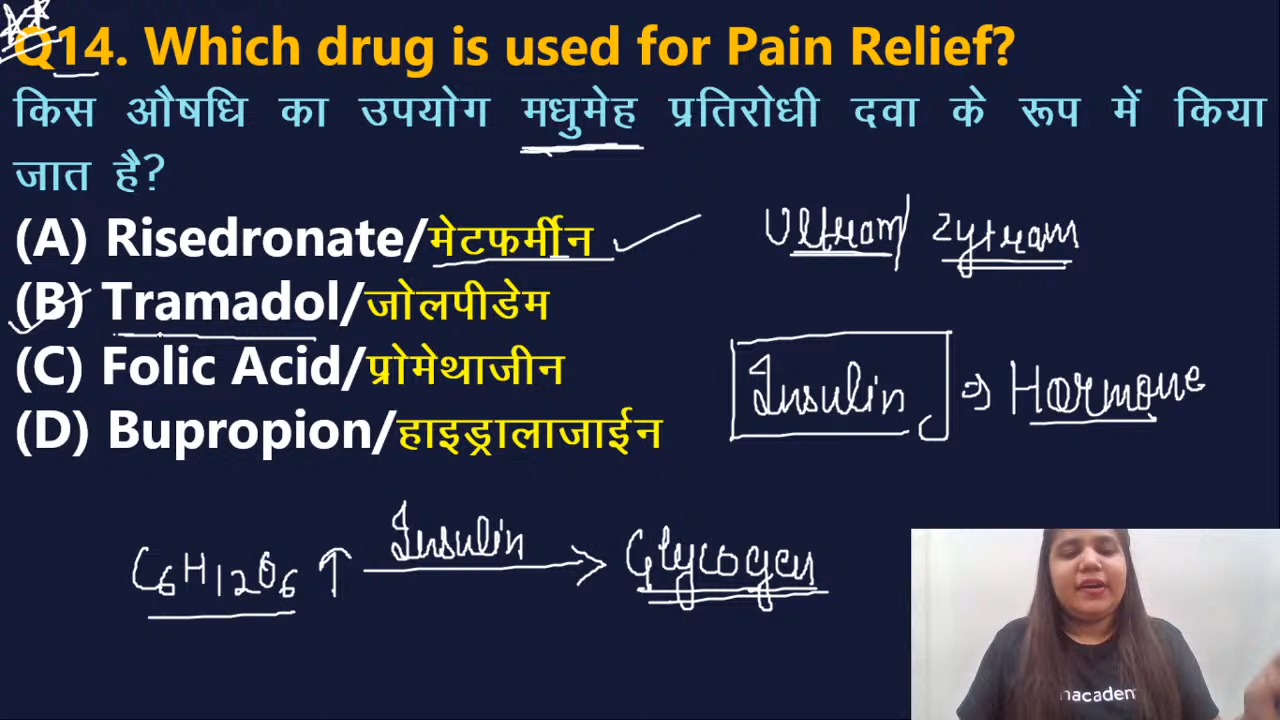 Q14. Which drug is used for Pain Relief?
किस औषधि का उपयोग मधुमेह प्रतिरोधी दवा के रूप में किया
जात है?
(A) Risedronate/मेटफर्मीन
Ultram/ Zytram
(B) Tramadol/जोलपीडेम
(C) Folic Acid/प्रोमेथाजीन
Insulin ⇒ Hormone
(D) Bupropion/हाइड्रालाजाईन
Insulin
C6H12O6 ↑ → Glycogen
nacadem